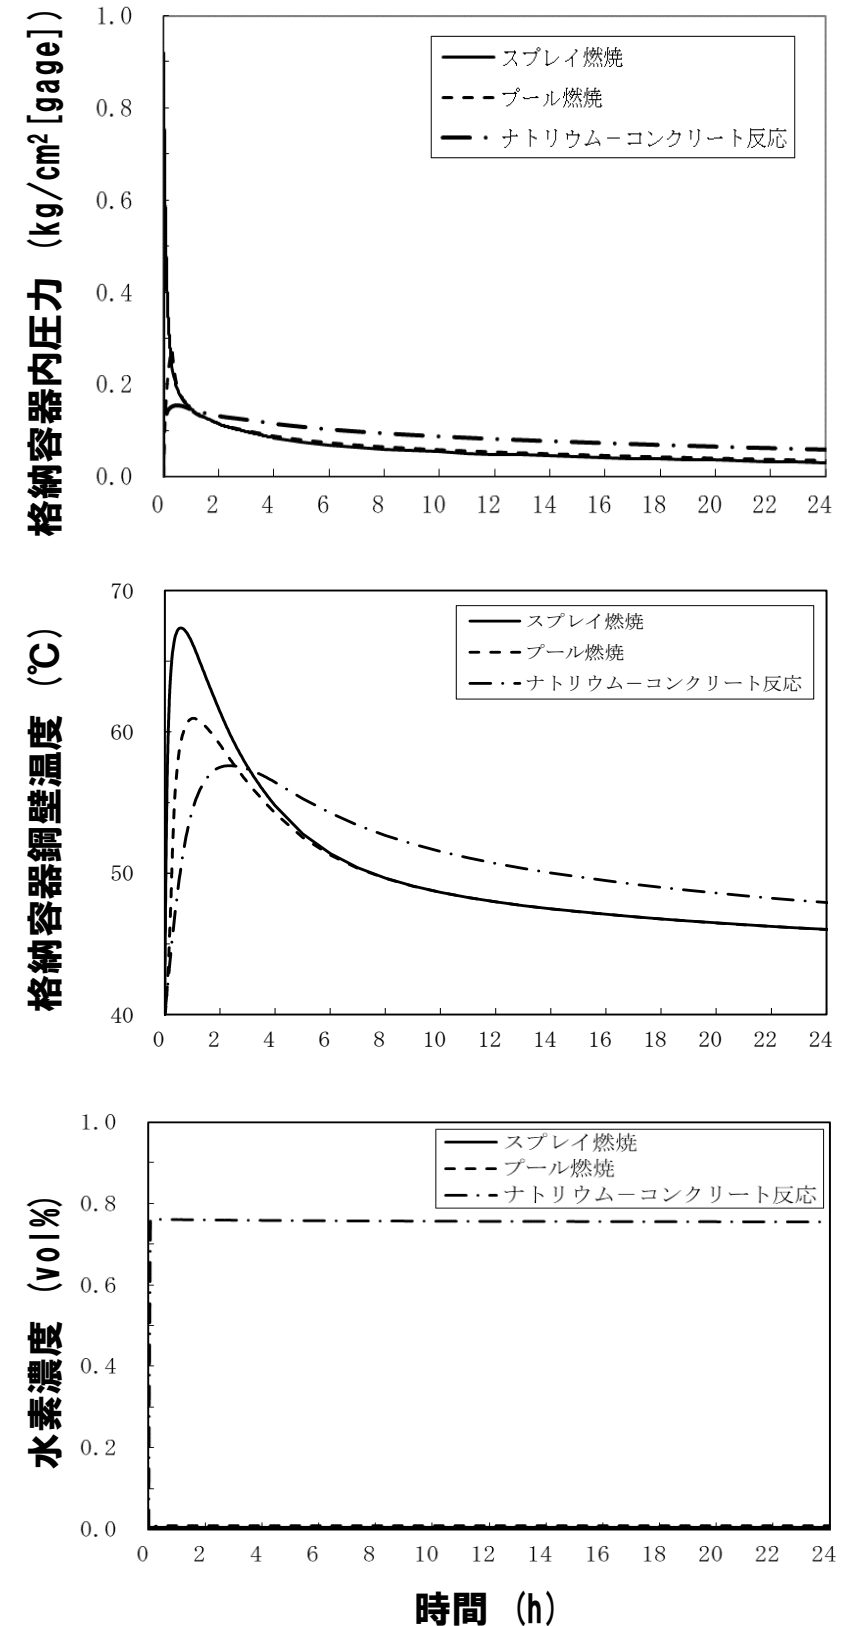 格納容器内圧力 (kg/cm²[gage])
1.0
0.8
0.6
0.4
0.2
0.0
スプレイ燃焼
プール燃焼
ナトリウム－コンクリート反応
0 2 4 6 8 10 12 14 16 18 20 22 24
格納容器鋼壁温度 (℃)
70
60
50
40
スプレイ燃焼
プール燃焼
ナトリウム－コンクリート反応
0 2 4 6 8 10 12 14 16 18 20 22 24
水素濃度 (vol%)
1.0
0.8
0.6
0.4
0.2
0.0
スプレイ燃焼
プール燃焼
ナトリウム－コンクリート反応
0 2 4 6 8 10 12 14 16 18 20 22 24
時間 (h)